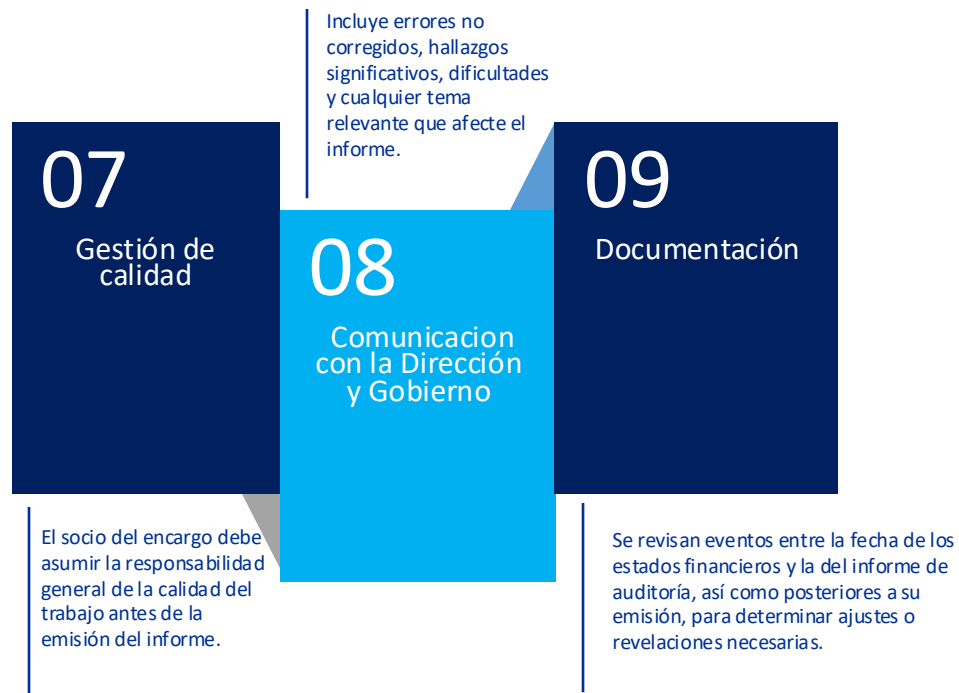 07
Gestión de
calidad
El socio del encargo debe
asumir la responsabilidad
general de la calidad del
trabajo antes de la
emisión del informe.
Incluye errores no
corregidos, hallazgos
significativos, dificultades
y cualquier tema
relevante que afecte el
informe.
08
Comunicacion
con la Dirección
y Gobierno
09
Documentación
Se revisan eventos entre la fecha de los
estados financieros y la del informe de
auditoría, así como posteriores a su
emisión, para determinar ajustes o
revelaciones necesarias.